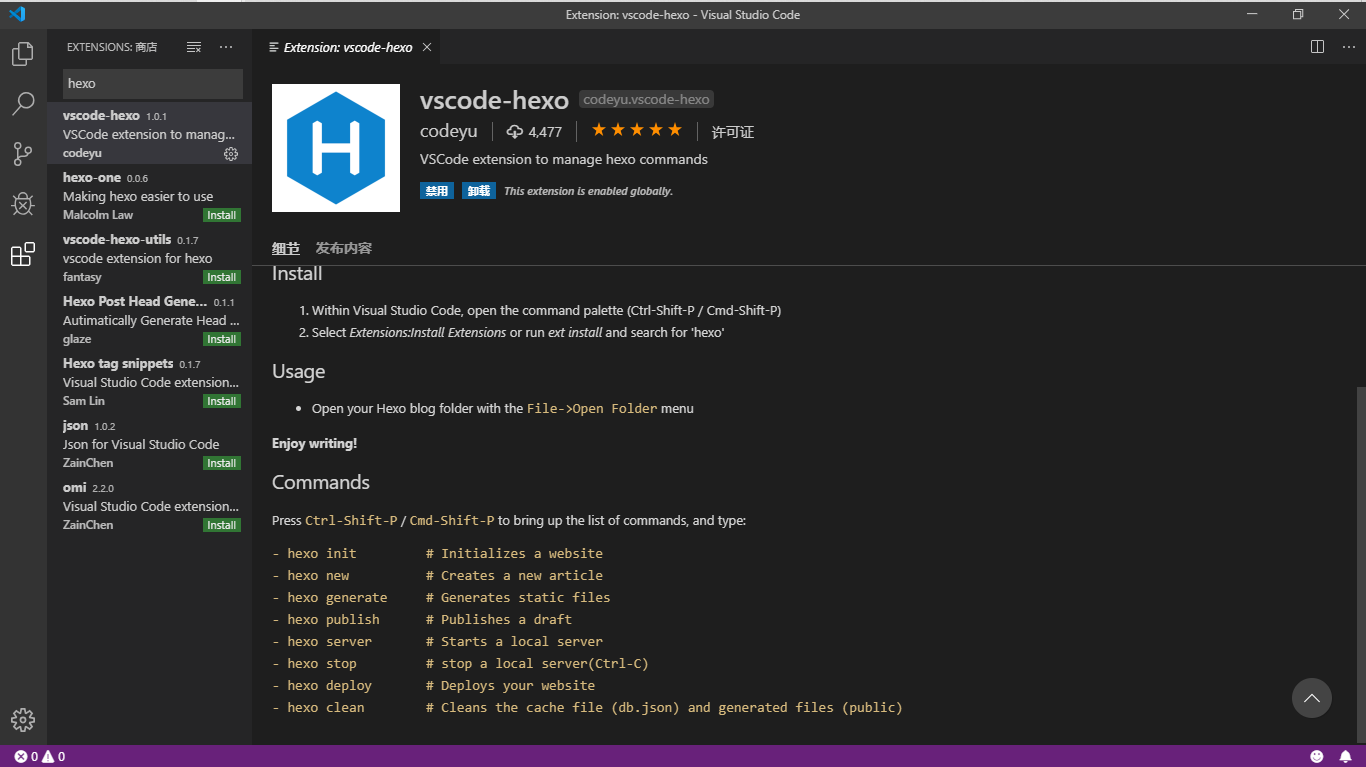 Extension: vscode-hexo - Visual Studio Code
EXTENSIONS: 商店
hexo
vscode-hexo 1.0.1
VSCode extension to manag...
codeyu
hexo-one 0.0.6
Making hexo easier to use
Malcolm Law Install
vscode-hexo-utils 0.1.7
vscode extension for hexo
fantasy Install
Hexo Post Head Gene... 0.1.1
Autimatically Generate Head ...
glaze Install
Hexo tag snippets 0.1.7
Visual Studio Code extension...
Sam Lin Install
json 1.0.2
Json for Visual Studio Code
ZainChen Install
omi 2.2.0
Visual Studio Code extension...
ZainChen Install
Extension: vscode-hexo
H
vscode-hexo codeyu.vscode-hexo
codeyu 4,477 许可证
VSCode extension to manage hexo commands
禁用 卸载 This extension is enabled globally.
细节 发布内容
Install
1. Within Visual Studio Code, open the command palette (Ctrl-Shift-P / Cmd-Shift-P)
2. Select Extensions:Install Extensions or run ext install and search for 'hexo'
Usage
• Open your Hexo blog folder with the File->Open Folder menu
Enjoy writing!
Commands
Press Ctrl-Shift-P / Cmd-Shift-P to bring up the list of commands, and type:
- hexo init # Initializes a website
- hexo new # Creates a new article
- hexo generate # Generates static files
- hexo publish # Publishes a draft
- hexo server # Starts a local server
- hexo stop # stop a local server(Ctrl-C)
- hexo deploy # Deploys your website
- hexo clean # Cleans the cache file (db.json) and generated files (public)
0 0